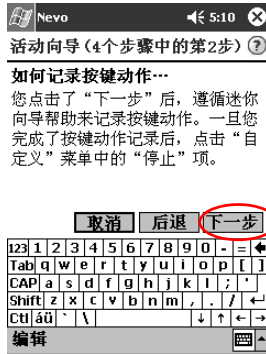 Nevo 5:10
活动向导(4个步骤中的第2步) ?
如何记录按键动作…
您点击了“下一步”后，遵循迷你
向导帮助来记录按键动作。一旦您
完成了按键动作记录后，点击“自
定义”菜单中的“停止”项。
取消 后退 下一步
123 1 2 3 4 5 6 7 8 9 0 - =
Tab q w e r t y u i o p [ ]
CAP a s d f g h j k l ; '
Shift z x c v b n m , . /
Ctl áü ` \
编辑